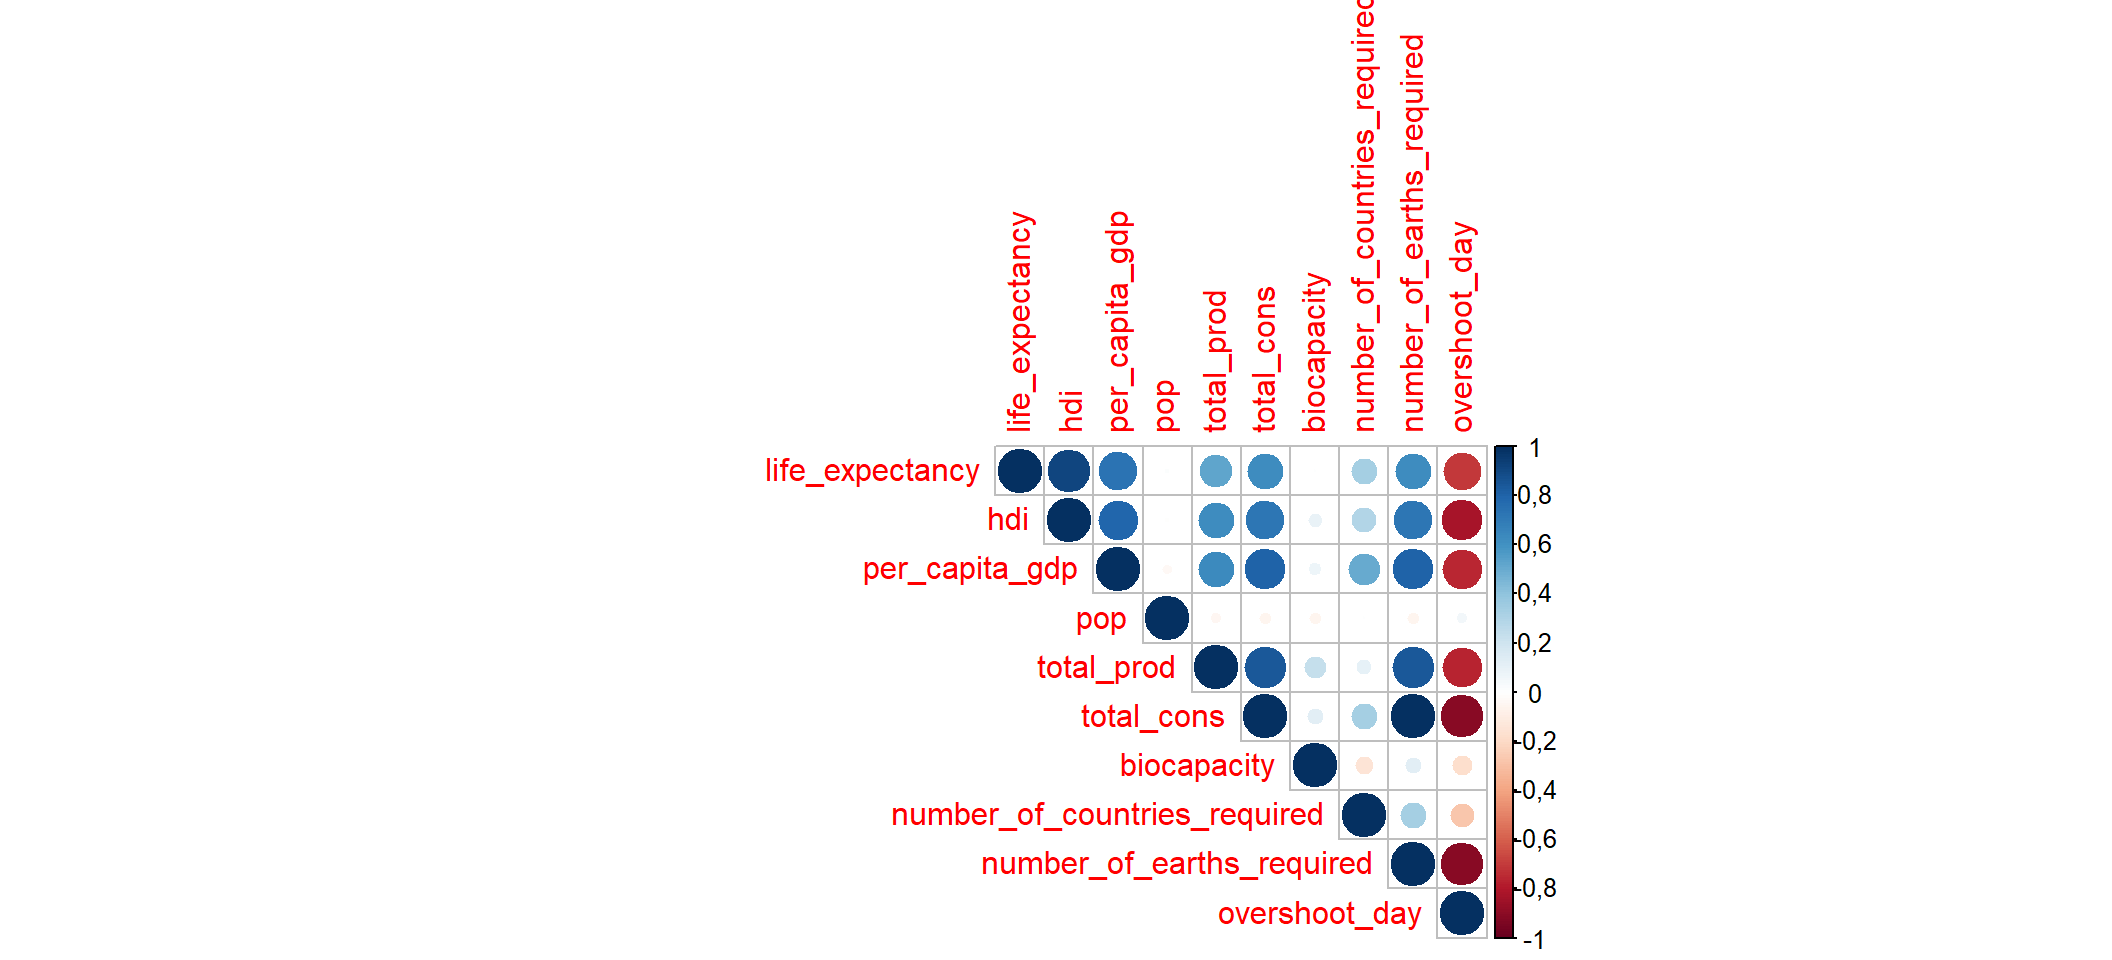 life_expectancy
hdi
per_capita_gdp
pop
total_prod
total_cons
biocapacity
number_of_countries_required
number_of_earths_required
overshoot_day
life_expectancy
hdi
per_capita_gdp
pop
total_prod
total_cons
biocapacity
number_of_countries_required
number_of_earths_required
overshoot_day
1
0,8
0,6
0,4
0,2
0
-0,2
-0,4
-0,6
-0,8
-1